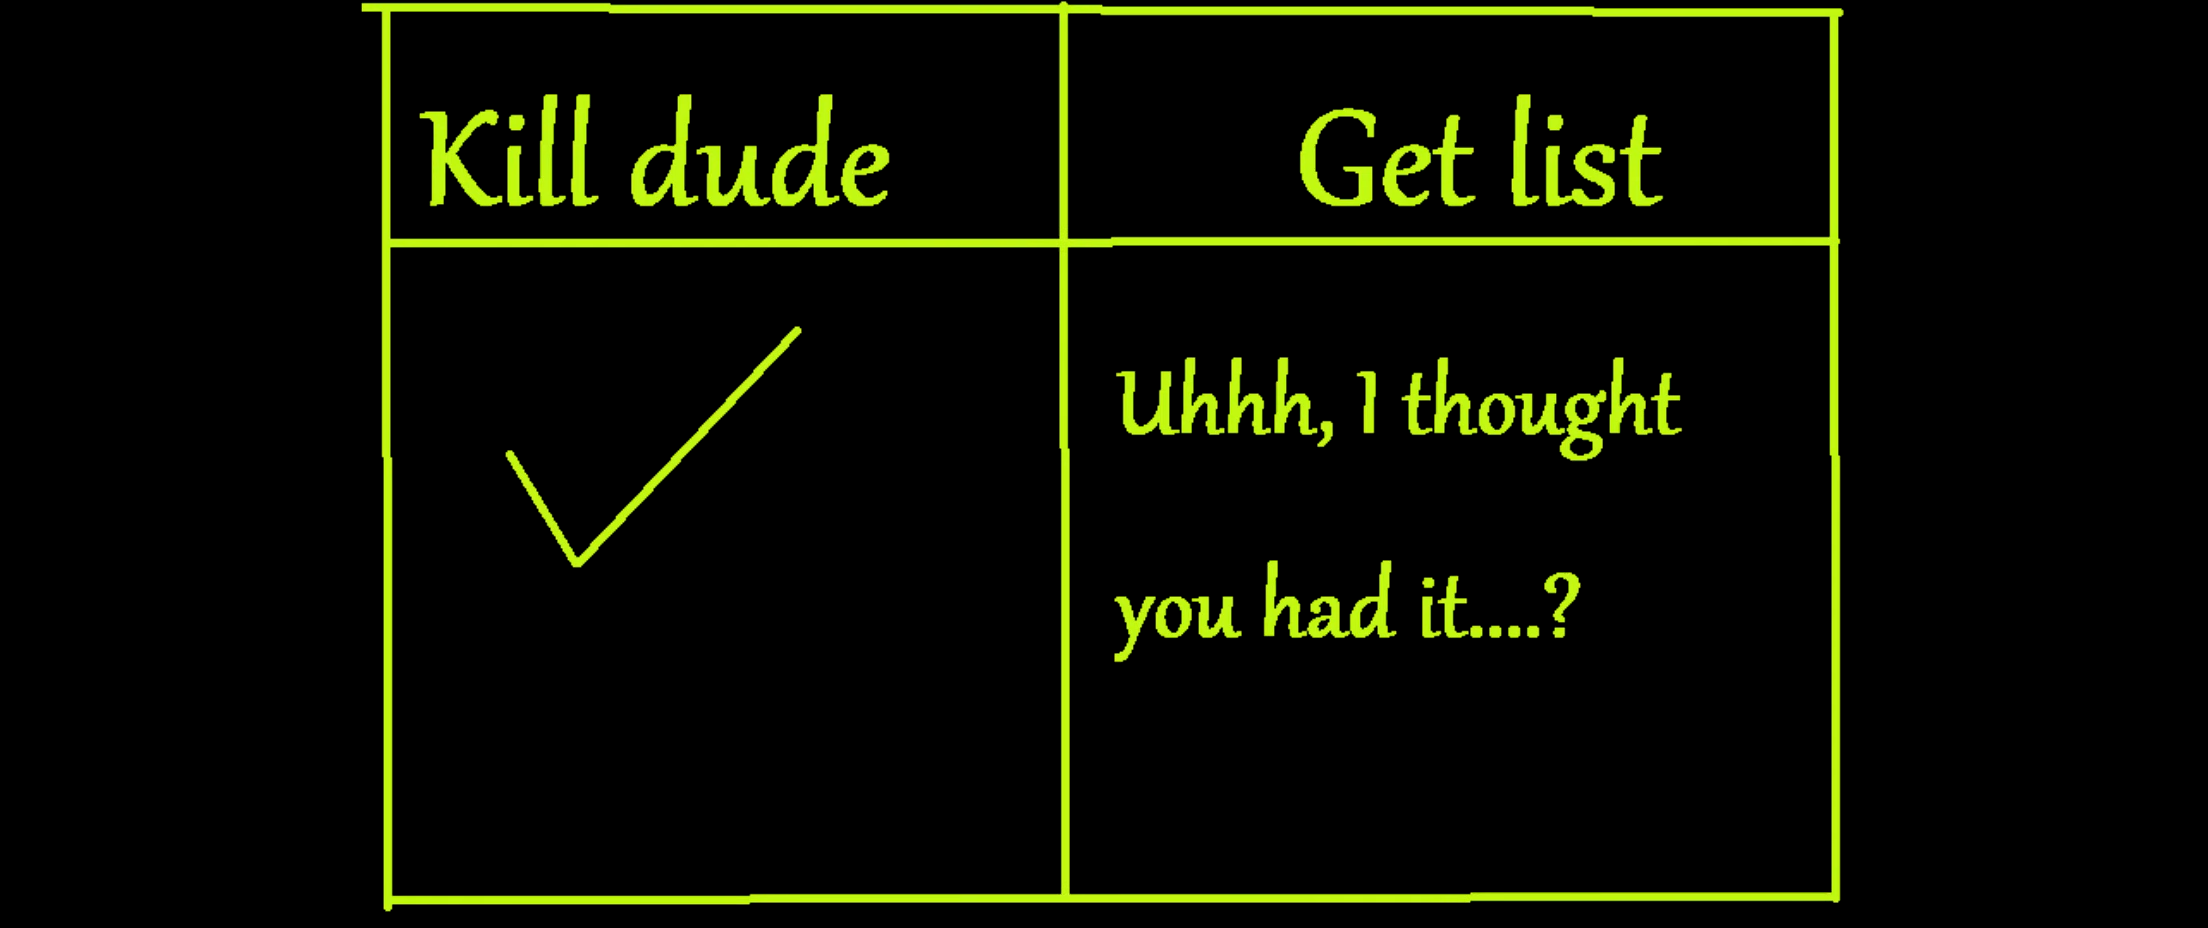 Kill dude
Get list
Uhhh, I thought
you had it....?